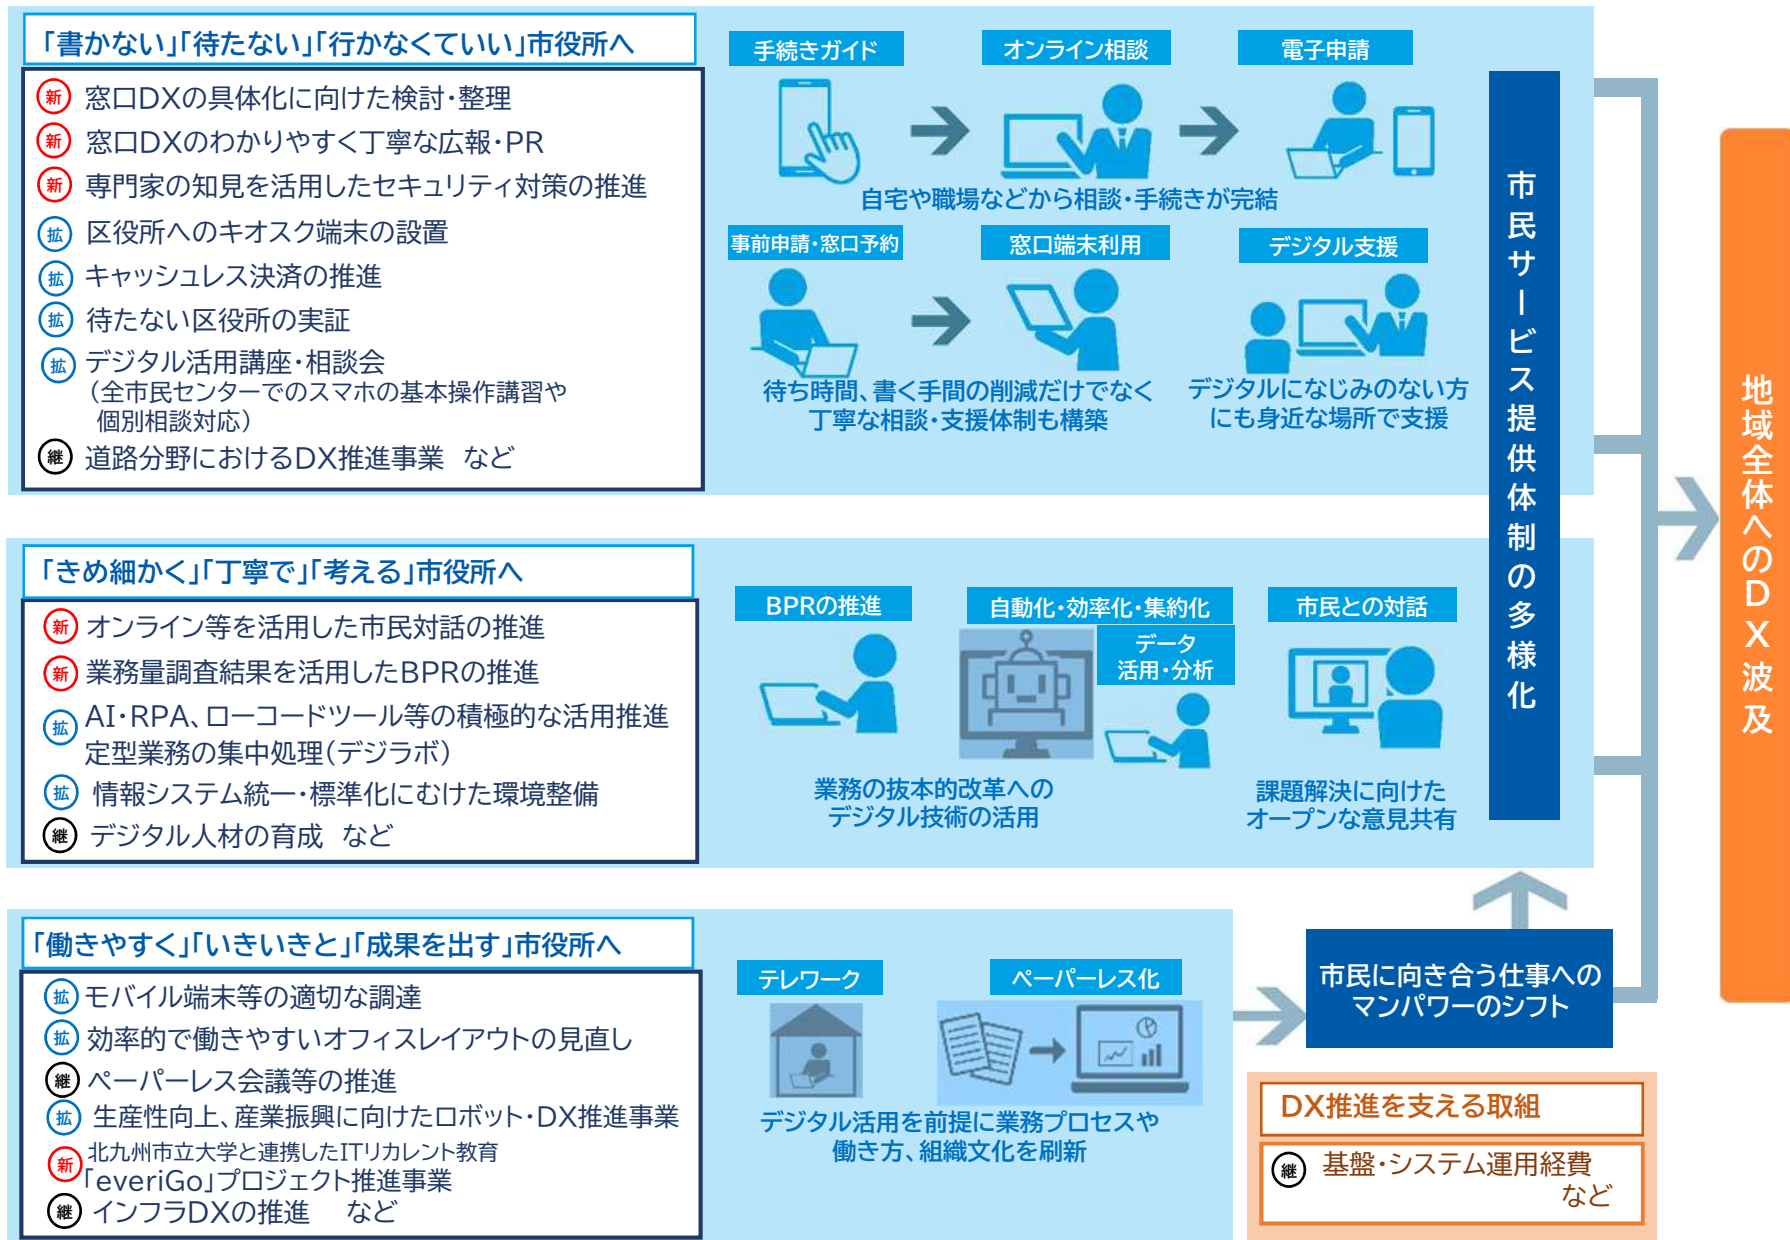 「書かない」「待たない」「行かなくていい」市役所へ
新 窓口DXの具体化に向けた検討・整理
新 窓口DXのわかりやすく丁寧な広報・PR
新 専門家の知見を活用したセキュリティ対策の推進
拡 区役所へのキオスク端末の設置
拡 キャッシュレス決済の推進
拡 待たない区役所の実証
拡 デジタル活用講座・相談会
（全市民センターでのスマホの基本操作講習や
個別相談対応）
継 道路分野におけるDX推進事業 など
手続きガイド
オンライン相談
電子申請
自宅や職場などから相談・手続きが完結
事前申請・窓口予約
窓口端末利用
デジタル支援
待ち時間、書く手間の削減だけでなく
丁寧な相談・支援体制も構築
デジタルになじみのない方
にも身近な場所で支援
市民サービス提供体制の多様化
地域全体へのDX波及
「きめ細かく」「丁寧で」「考える」市役所へ
新 オンライン等を活用した市民対話の推進
新 業務量調査結果を活用したBPRの推進
拡 AI・RPA、ローコードツール等の積極的な活用推進
定型業務の集中処理（デジラボ）
拡 情報システム統一・標準化にむけた環境整備
継 デジタル人材の育成 など
BPRの推進
自動化・効率化・集約化
データ
活用・分析
市民との対話
業務の抜本的改革への
デジタル技術の活用
課題解決に向けた
オープンな意見共有
「働きやすく」「いきいきと」「成果を出す」市役所へ
拡 モバイル端末等の適切な調達
拡 効率的で働きやすいオフィスレイアウトの見直し
継 ペーパーレス会議等の推進
拡 生産性向上、産業振興に向けたロボット・DX推進事業
新 北九州市立大学と連携したITリカレント教育
「everiGo」プロジェクト推進事業
継 インフラDXの推進 など
テレワーク
ペーパーレス化
デジタル活用を前提に業務プロセスや
働き方、組織文化を刷新
市民に向き合う仕事への
マンパワーのシフト
DX推進を支える取組
継 基盤・システム運用経費
など